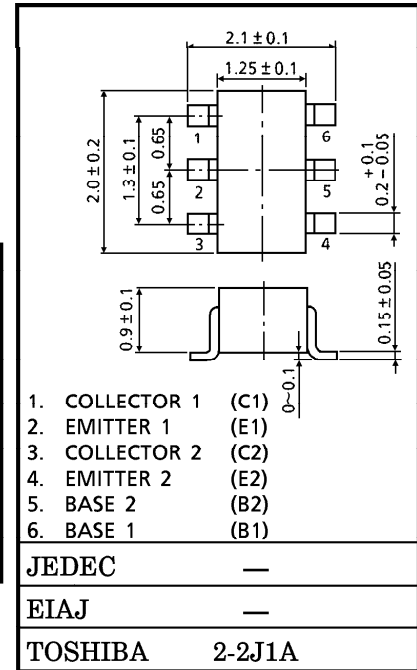 2.1±0.1
1.25±0.1
2.0±0.2
1.3±0.1
0.65
0.65
1
2
3
6
5
4
+0.1
0.2-0.05
0.9±0.1
0~0.1
0.15±0.05
1. COLLECTOR 1 (C1)
2. EMITTER 1 (E1)
3. COLLECTOR 2 (C2)
4. EMITTER 2 (E2)
5. BASE 2 (B2)
6. BASE 1 (B1)
JEDEC —
EIAJ —
TOSHIBA 2-2J1A